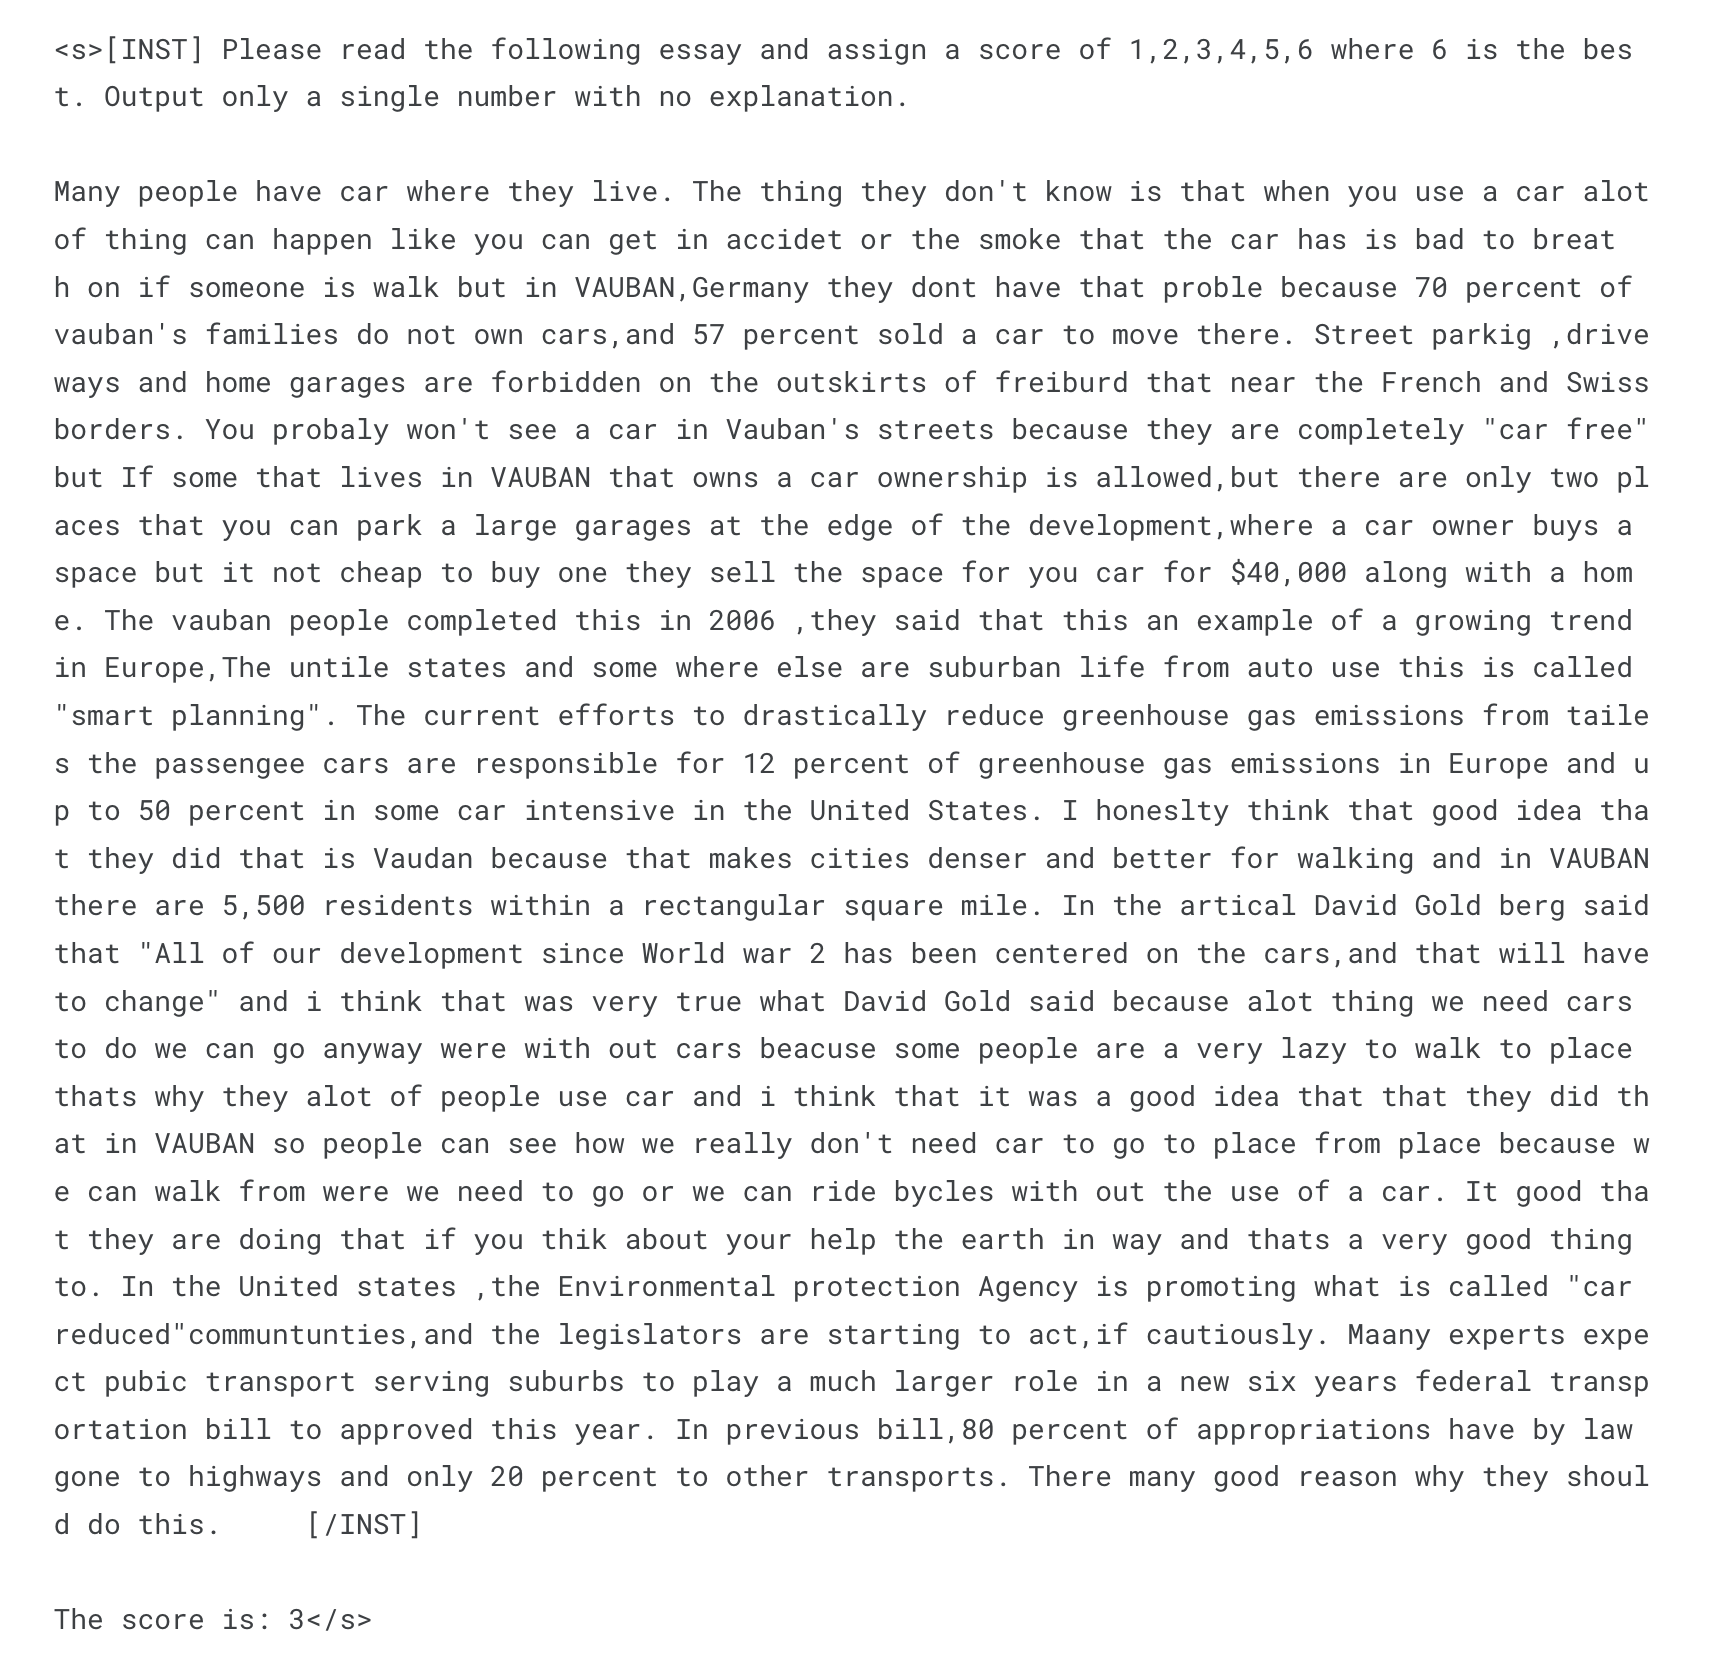 <s>[INST] Please read the following essay and assign a score of 1,2,3,4,5,6 where 6 is the bes
t. Output only a single number with no explanation.

Many people have car where they live. The thing they don't know is that when you use a car alot
of thing can happen like you can get in accidet or the smoke that the car has is bad to breat
h on if someone is walk but in VAUBAN,Germany they dont have that proble because 70 percent of
vauban's families do not own cars,and 57 percent sold a car to move there. Street parkig ,drive
ways and home garages are forbidden on the outskirts of freiburd that near the French and Swiss
borders. You probaly won't see a car in Vauban's streets because they are completely "car free"
but If some that lives in VAUBAN that owns a car ownership is allowed,but there are only two pl
aces that you can park a large garages at the edge of the development,where a car owner buys a
space but it not cheap to buy one they sell the space for you car for $40,000 along with a hom
e. The vauban people completed this in 2006 ,they said that this an example of a growing trend
in Europe,The untile states and some where else are suburban life from auto use this is called
"smart planning". The current efforts to drastically reduce greenhouse gas emissions from taile
s the passengee cars are responsible for 12 percent of greenhouse gas emissions in Europe and u
p to 50 percent in some car intensive in the United States. I honeslty think that good idea tha
t they did that is Vaudan because that makes cities denser and better for walking and in VAUBAN
there are 5,500 residents within a rectangular square mile. In the artical David Gold berg said
that "All of our development since World war 2 has been centered on the cars,and that will have
to change" and i think that was very true what David Gold said because alot thing we need cars
to do we can go anyway were with out cars beacuse some people are a very lazy to walk to place
thats why they alot of people use car and i think that it was a good idea that that they did th
at in VAUBAN so people can see how we really don't need car to go to place from place because w
e can walk from were we need to go or we can ride bycles with out the use of a car. It good tha
t they are doing that if you thik about your help the earth in way and thats a very good thing
to. In the United states ,the Environmental protection Agency is promoting what is called "car
reduced"communtunties,and the legislators are starting to act,if cautiously. Maany experts expe
ct pubic transport serving suburbs to play a much larger role in a new six years federal transp
ortation bill to approved this year. In previous bill,80 percent of appropriations have by law
gone to highways and only 20 percent to other transports. There many good reason why they shoul
d do this.     [/INST]

The score is: 3</s>